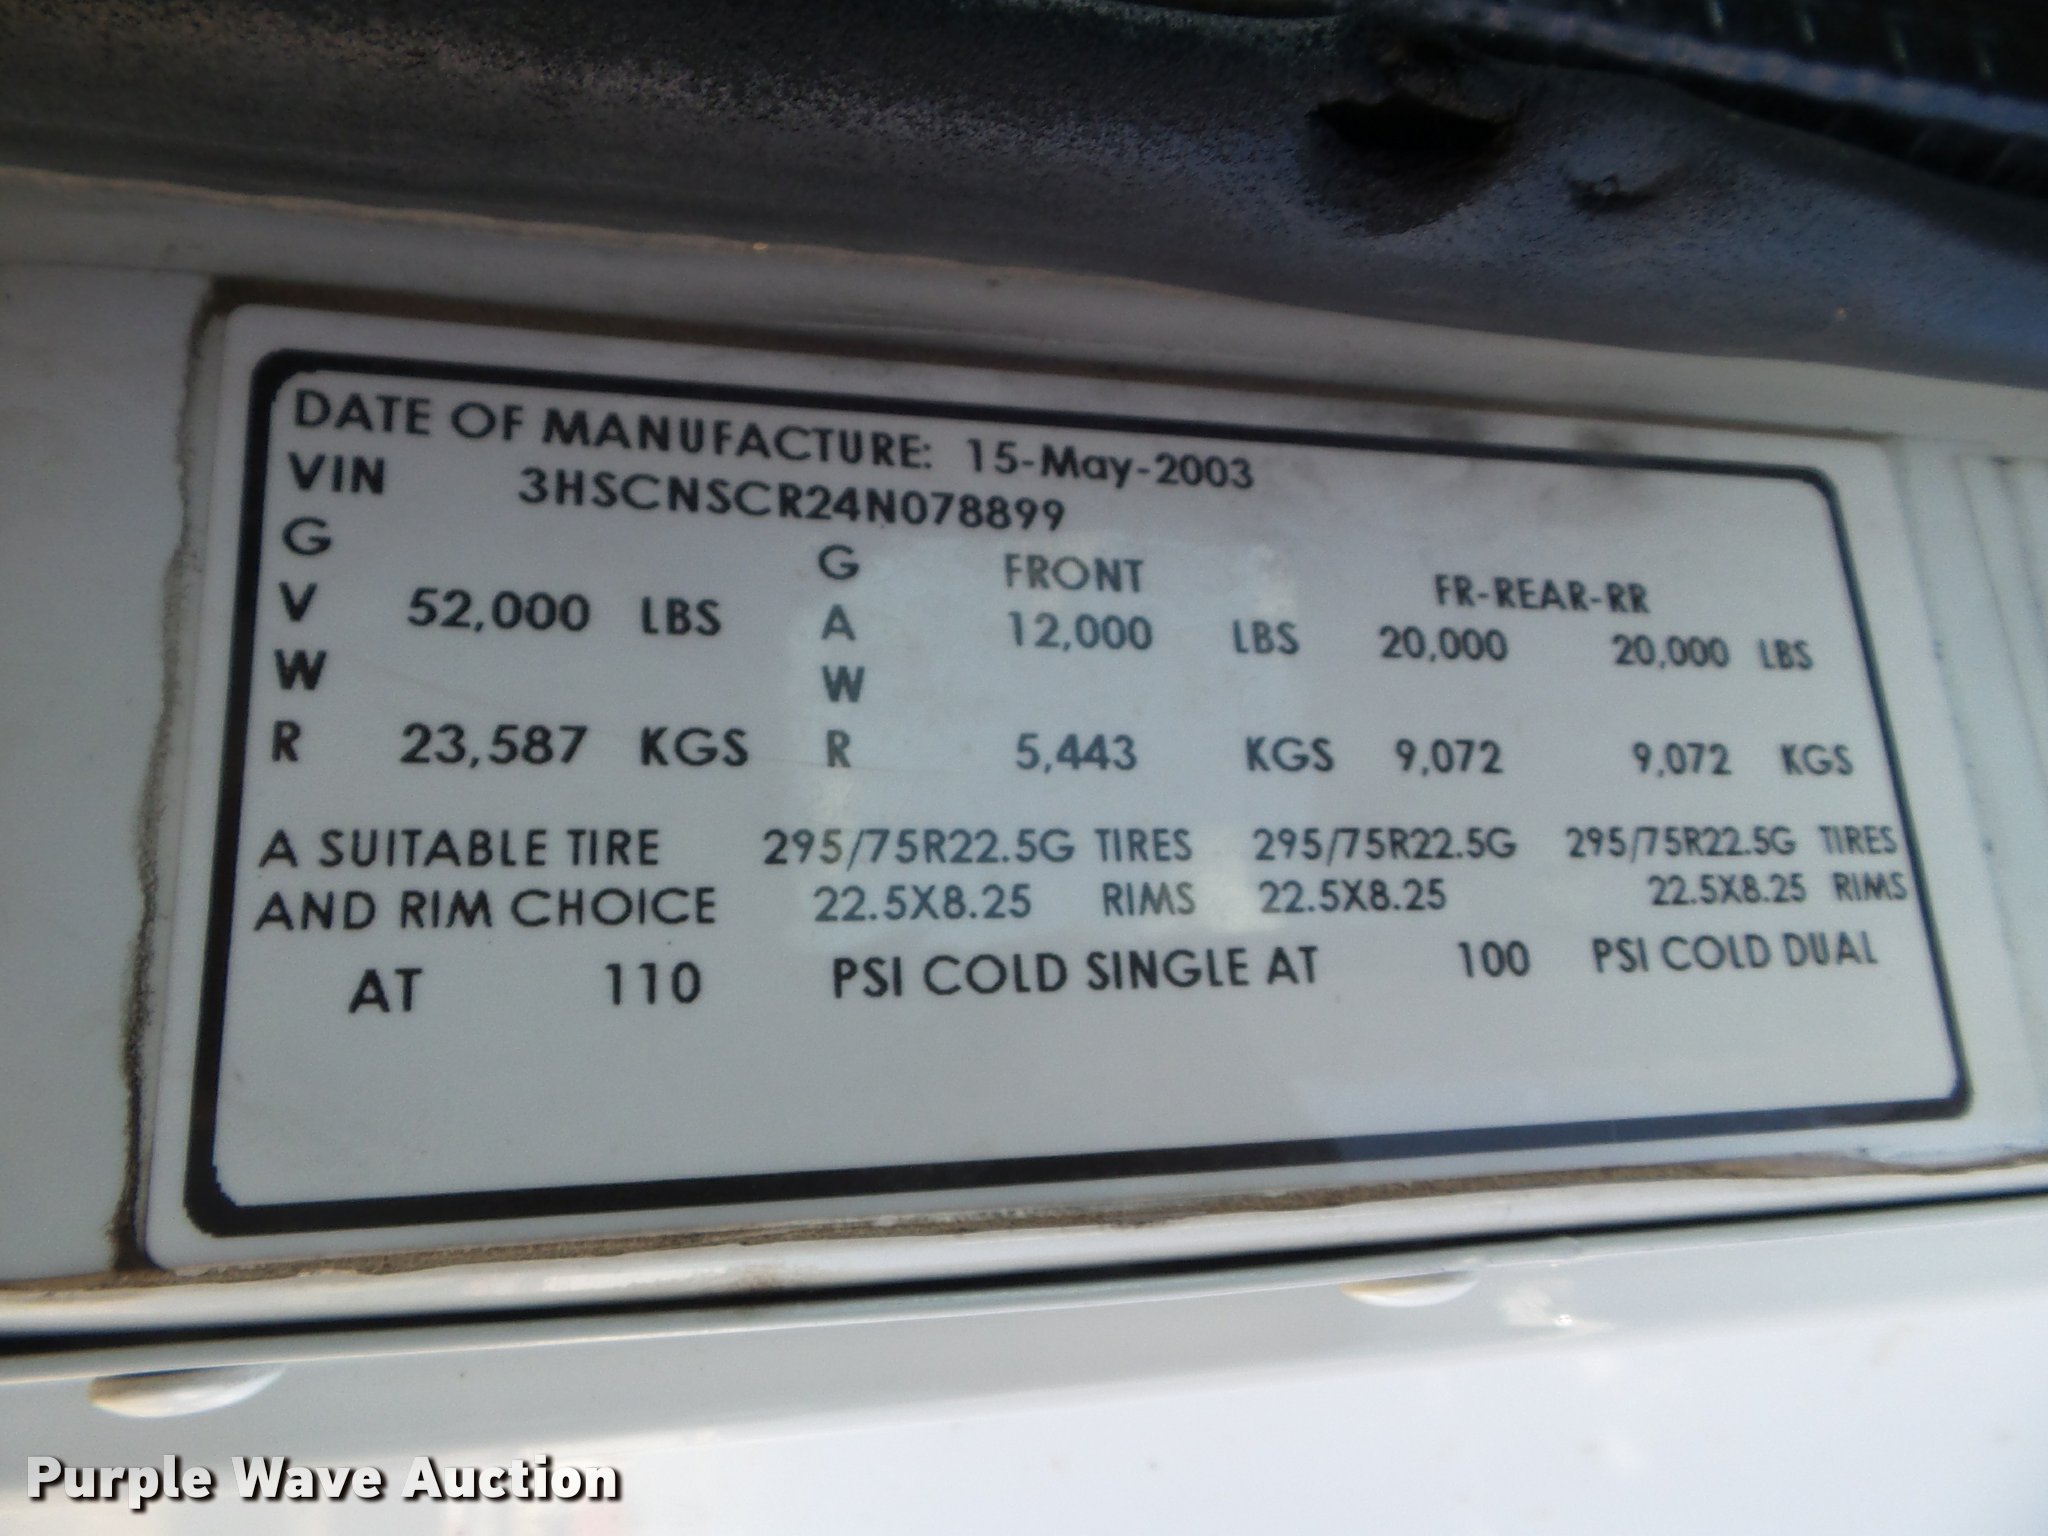 DATE OF MANUFACTURE: 15-May-2003
VIN 3HSCNSCR24N078899
G G FRONT FR-REAR-RR
V 52,000 LBS A 12,000 LBS 20,000 20,000 LBS
W W
R 23,587 KGS R 5,443 KGS 9,072 9,072 KGS
A SUITABLE TIRE 295/75R22.5G TIRES 295/75R22.5G 295/75R22.5G TIRES
AND RIM CHOICE 22.5X8.25 RIMS 22.5X8.25 22.5X8.25 RIMS
AT 110 PSI COLD SINGLE AT 100 PSI COLD DUAL
Purple Wave Auction